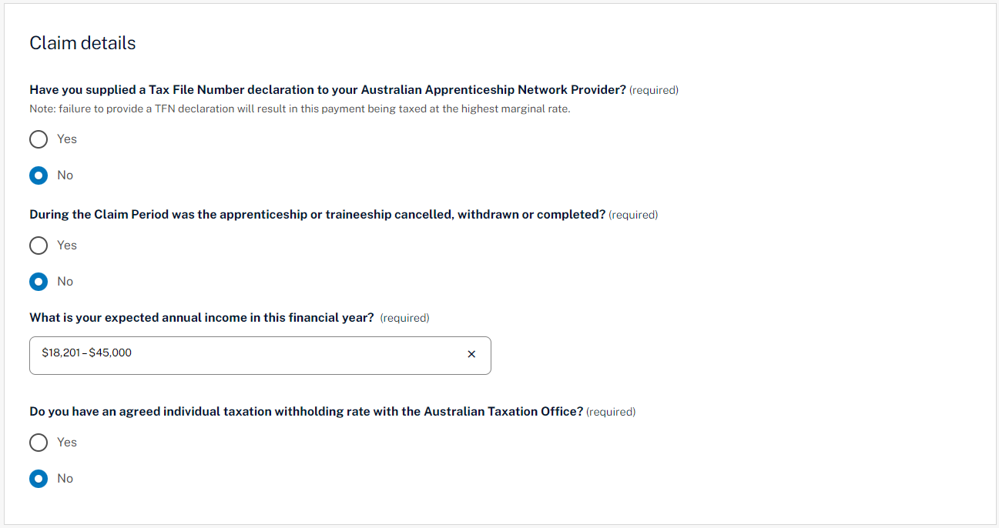 Claim details
Have you supplied a Tax File Number declaration to your Australian Apprenticeship Network Provider? (required)
Note: failure to provide a TFN declaration will result in this payment being taxed at the highest marginal rate.
Yes
No
During the Claim Period was the apprenticeship or traineeship cancelled, withdrawn or completed? (required)
Yes
No
What is your expected annual income in this financial year? (required)
$18,201–$45,000
Do you have an agreed individual taxation withholding rate with the Australian Taxation Office? (required)
Yes
No